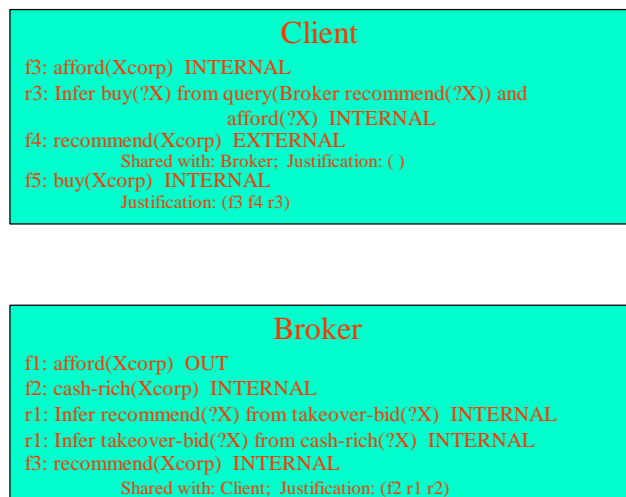 Client
f3: afford(Xcorp) INTERNAL
r3: Infer buy(?X) from query(Broker recommend(?X)) and
afford(?X) INTERNAL
f4: recommend(Xcorp) EXTERNAL
Shared with: Broker; Justification: ( )
f5: buy(Xcorp) INTERNAL
Justification: (f3 f4 r3)
Broker
f1: afford(Xcorp) OUT
f2: cash-rich(Xcorp) INTERNAL
r1: Infer recommend(?X) from takeover-bid(?X) INTERNAL
r1: Infer takeover-bid(?X) from cash-rich(?X) INTERNAL
f3: recommend(Xcorp) INTERNAL
Shared with: Client; Justification: (f2 r1 r2)